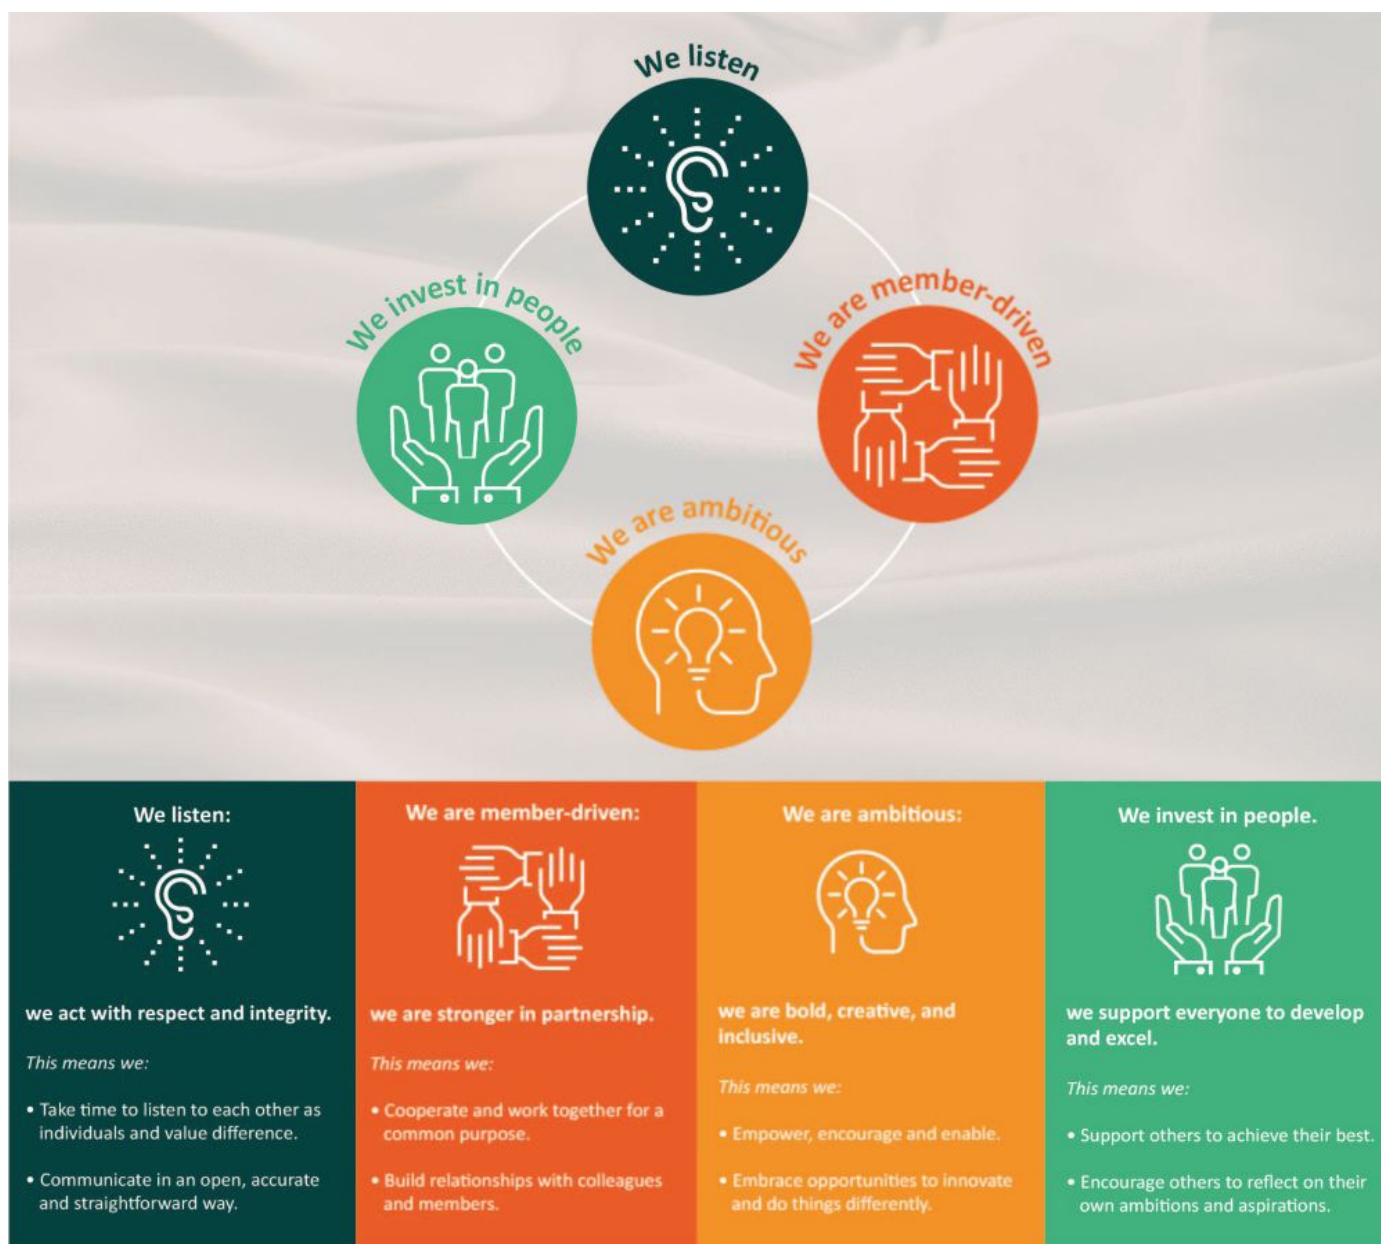 We listen
We invest in people
We are member-driven
We are ambitious
We listen:
we act with respect and integrity.
This means we:
• Take time to listen to each other as
individuals and value difference.
• Communicate in an open, accurate
and straightforward way.
We are member-driven:
we are stronger in partnership.
This means we:
• Cooperate and work together for a
common purpose.
• Build relationships with colleagues
and members.
We are ambitious:
we are bold, creative, and
inclusive.
This means we:
• Empower, encourage and enable.
• Embrace opportunities to innovate
and do things differently.
We invest in people.
we support everyone to develop
and excel.
This means we:
• Support others to achieve their best.
• Encourage others to reflect on their
own ambitions and aspirations.